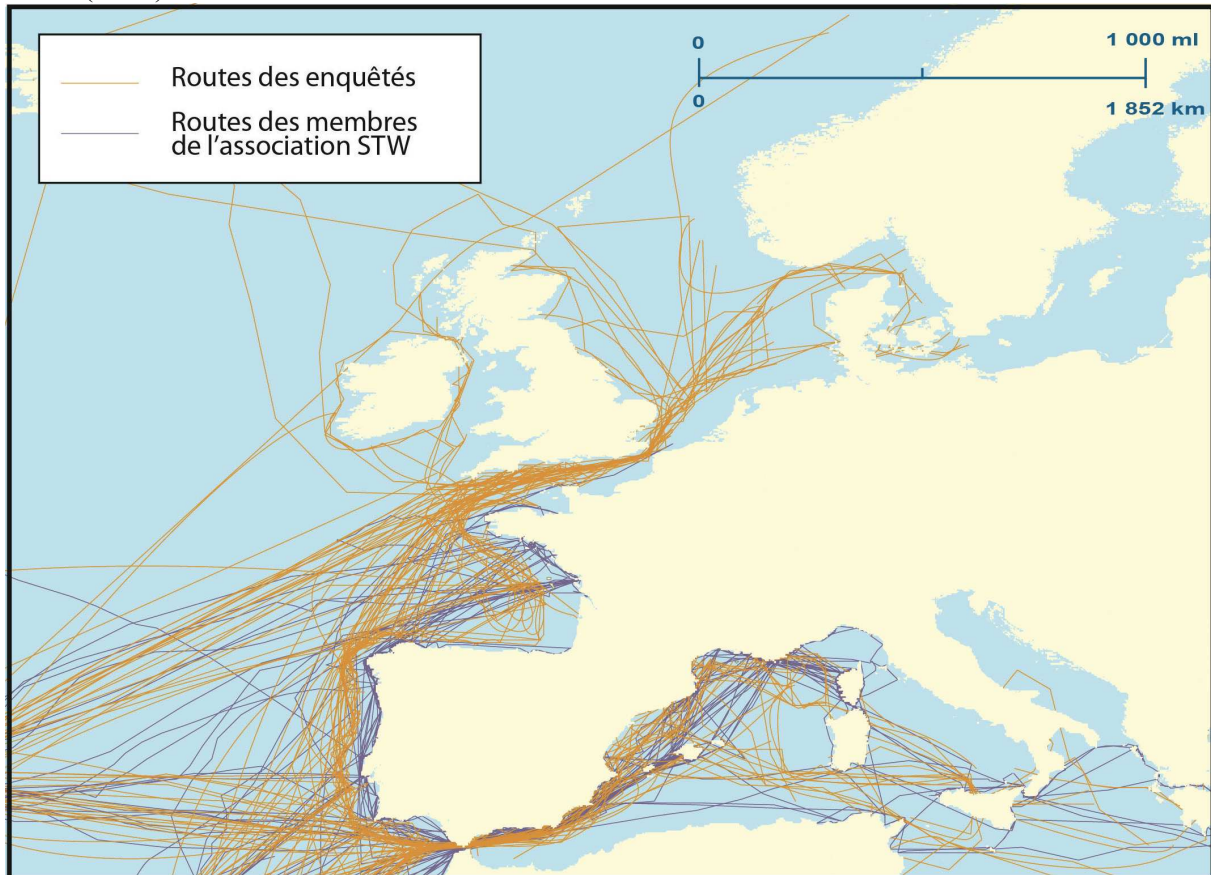 Routes des enquêtés
Routes des membres
de l'association STW
0
1 000 ml
0
1 852 km